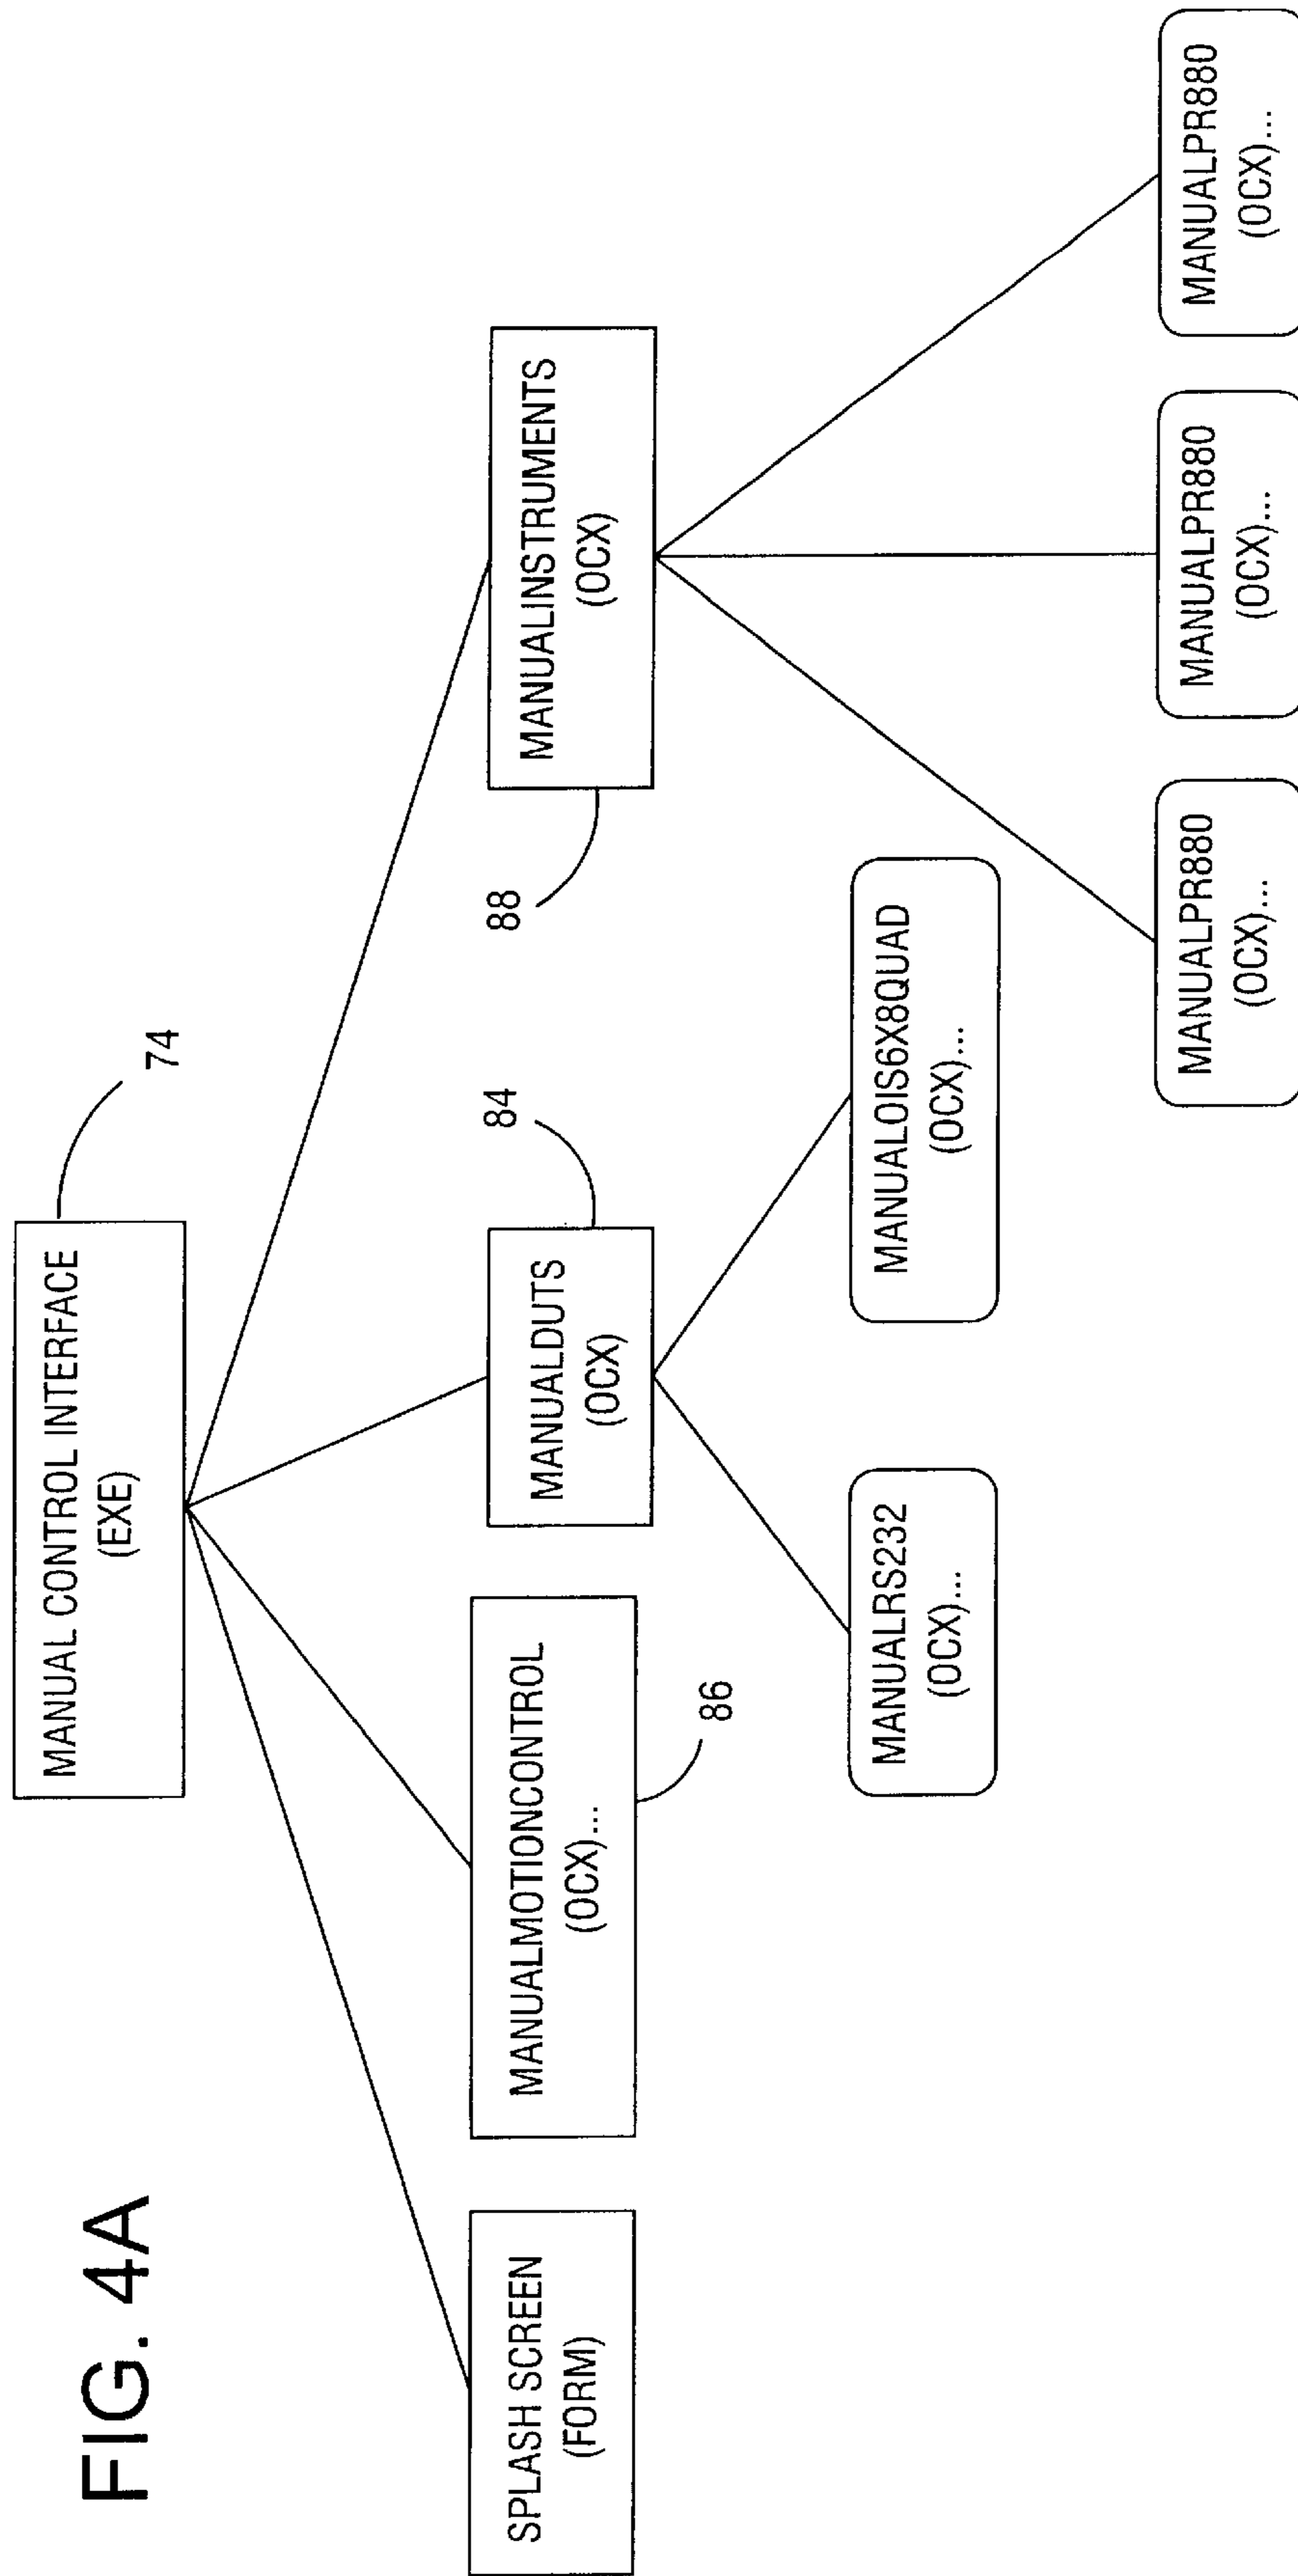 FIG. 4A
MANUAL CONTROL INTERFACE
(EXE)
74
SPLASH SCREEN
(FORM)
MANUALMOTIONCONTROL
(OCX)...
86
MANUALDUTS
(OCX)
84
MANUALINSTRUMENTS
(OCX)
88
MANUALRS232
(OCX)...
MANUALOIS6X8QUAD
(OCX)...
MANUALPR880
(OCX)...
MANUALPR880
(OCX)...
MANUALPR880
(OCX)...